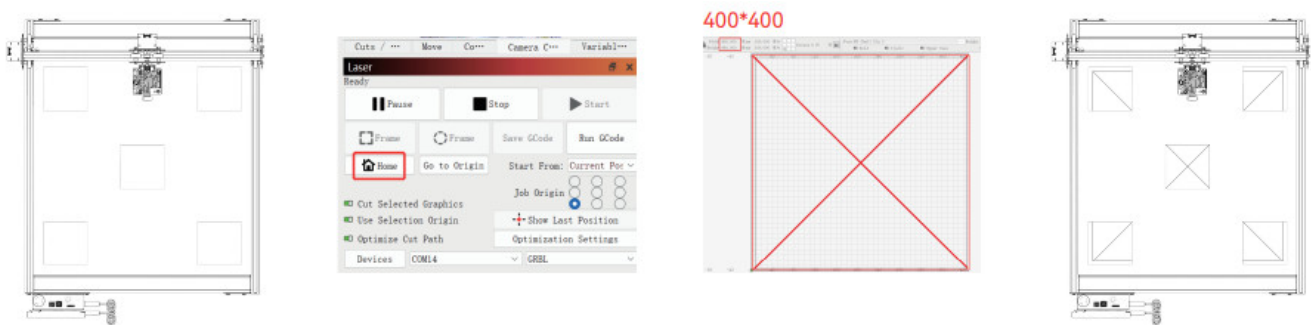 400*400
Cuts / ··· Move Co··· Camera C··· Variabl···
Laser
Ready
Pause Stop Start
Frame Frame Save GCode Run GCode
Home Go to Origin Start From: Current Pos
Job Origin
Cut Selected Graphics
Use Selection Origin Show Last Position
Optimize Cut Path Optimization Settings
Devices COM14 GRBL